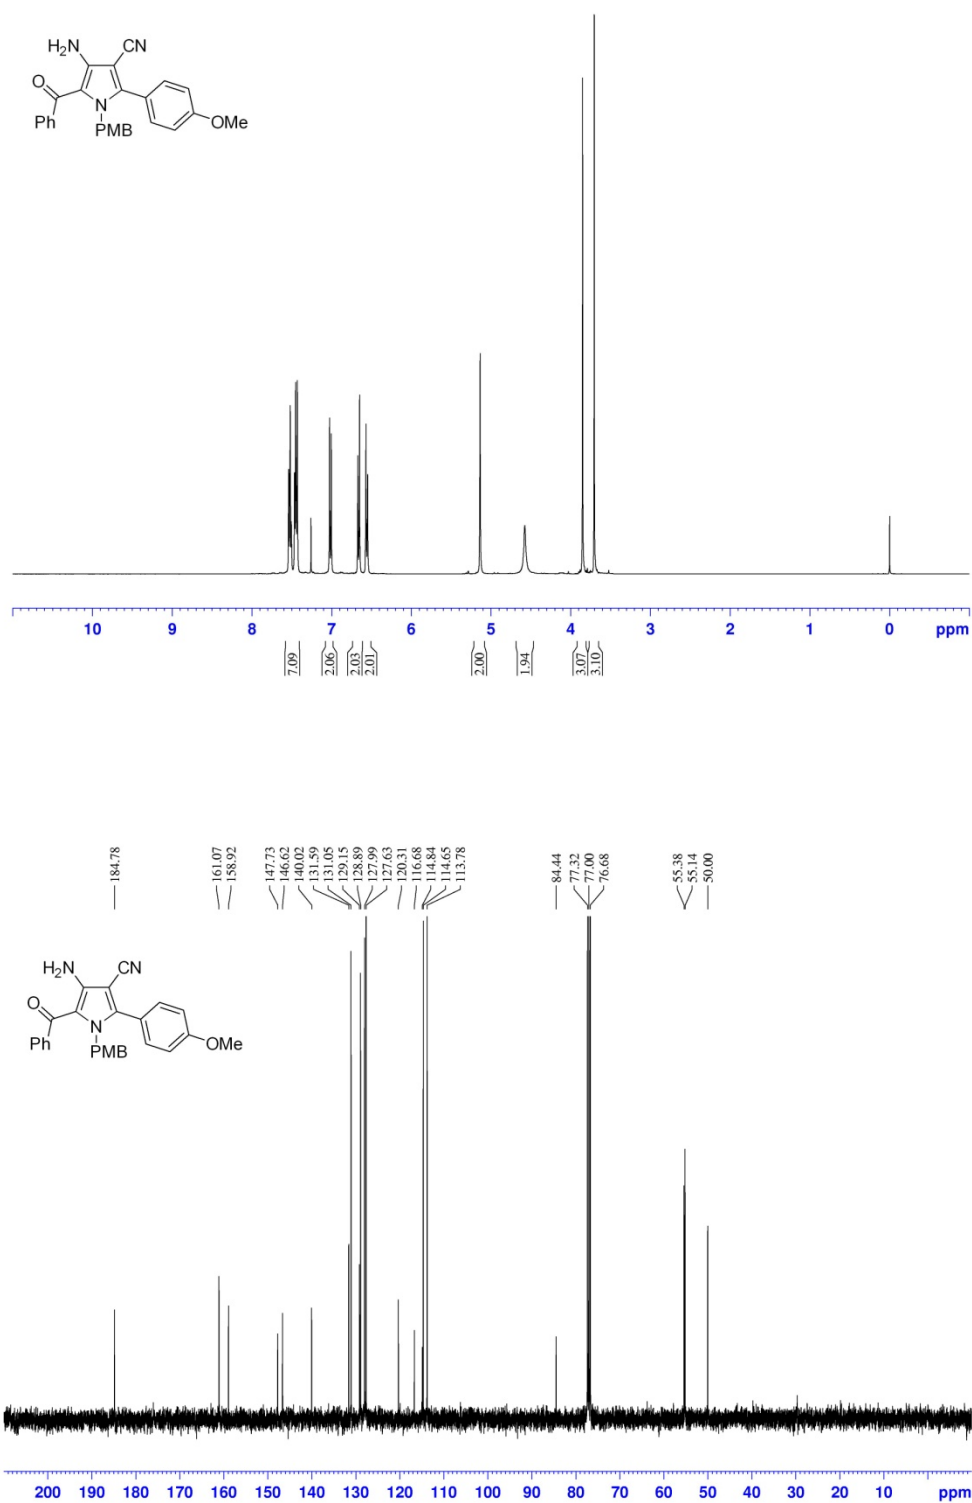 H₂N CN
O
Ph N OMe
PMB
10 9 8 7 6 5 4 3 2 1 0 ppm
7.09 2.06 2.03 2.01 2.00 1.94 3.07 3.10
184.78 161.07 158.92 147.73 146.62 140.02 131.59 131.05 129.15 128.89 127.99 127.63 120.31 116.68 114.84 114.65 113.78 84.44 77.32 77.00 76.68 55.38 55.14 50.00
H₂N CN
O
Ph N OMe
PMB
200 190 180 170 160 150 140 130 120 110 100 90 80 70 60 50 40 30 20 10 ppm